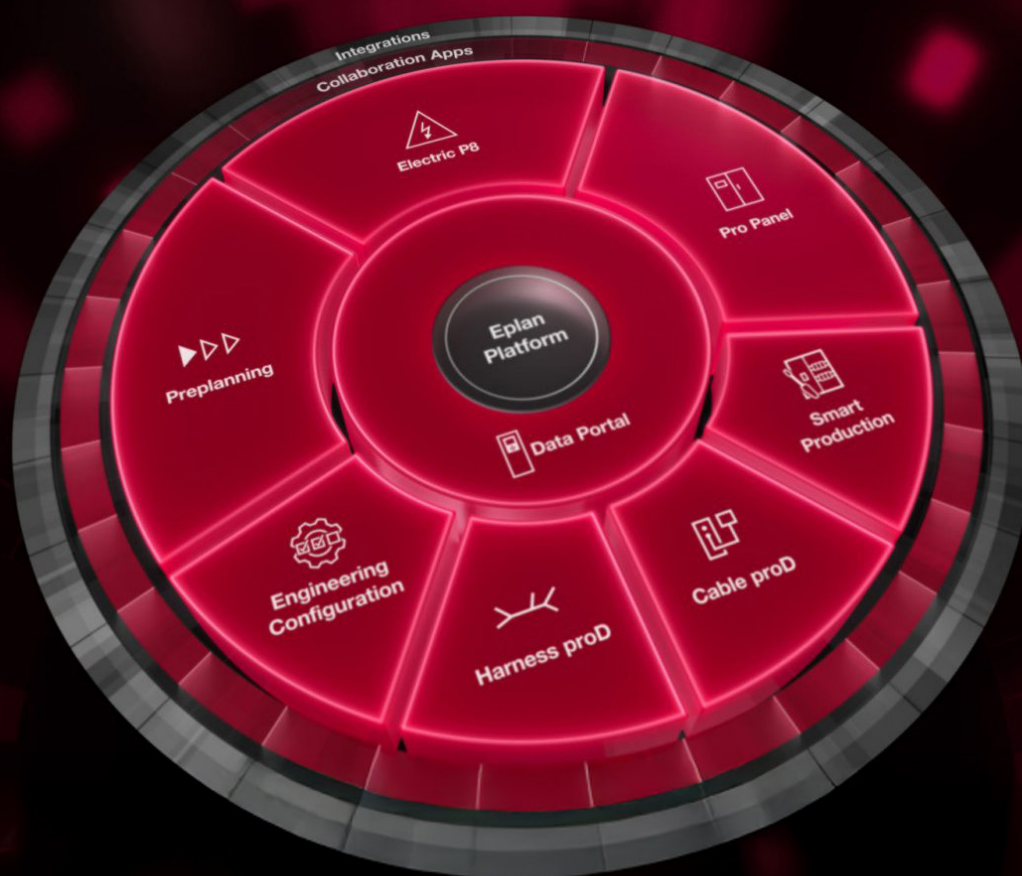 Integrations
Collaboration Apps
Electric P8
Pro Panel
Preplanning
Eplan
Platform
Data Portal
Smart
Production
Engineering
Configuration
Harness proD
Cable proD